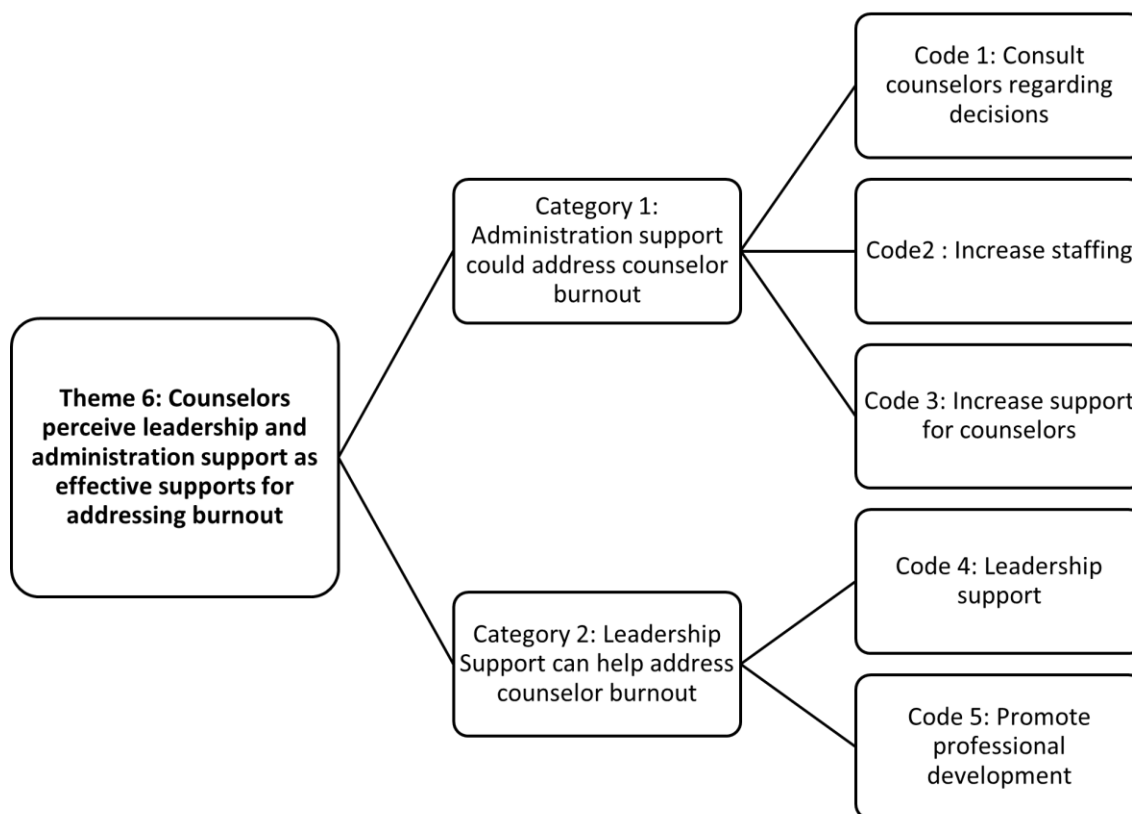 Theme 6: Counselors
perceive leadership and
administration support as
effective supports for
addressing burnout
Category 1:
Administration support
could address counselor
burnout
Code 1: Consult
counselors regarding
decisions
Code2 : Increase staffing
Code 3: Increase support
for counselors
Category 2: Leadership
Support can help address
counselor burnout
Code 4: Leadership
support
Code 5: Promote
professional
development